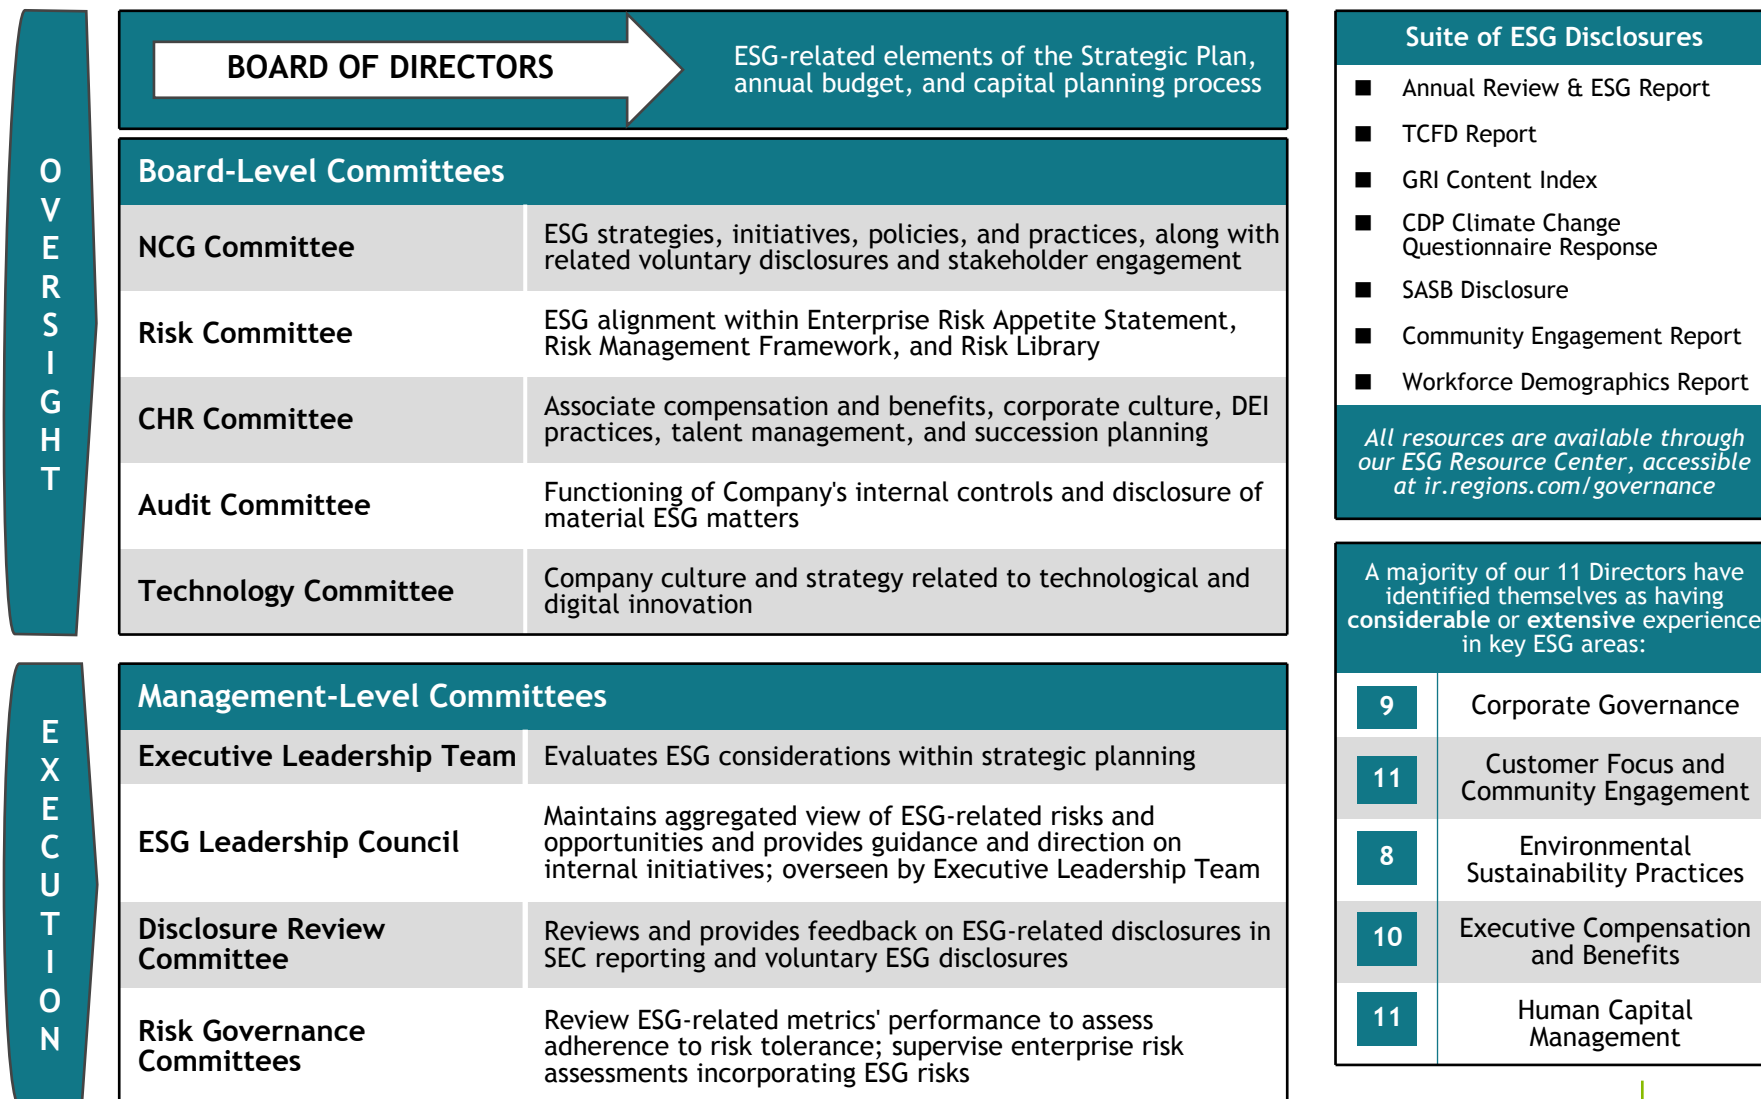 OVERSIGHT
BOARD OF DIRECTORS
ESG-related elements of the Strategic Plan,
annual budget, and capital planning process
Board-Level Committees
NCG Committee
ESG strategies, initiatives, policies, and practices, along with
related voluntary disclosures and stakeholder engagement
Risk Committee
ESG alignment within Enterprise Risk Appetite Statement,
Risk Management Framework, and Risk Library
CHR Committee
Associate compensation and benefits, corporate culture, DEI
practices, talent management, and succession planning
Audit Committee
Functioning of Company's internal controls and disclosure of
material ESG matters
Technology Committee
Company culture and strategy related to technological and
digital innovation
EXECUTION
Management-Level Committees
Executive Leadership Team
Evaluates ESG considerations within strategic planning
ESG Leadership Council
Maintains aggregated view of ESG-related risks and
opportunities and provides guidance and direction on
internal initiatives; overseen by Executive Leadership Team
Disclosure Review
Committee
Reviews and provides feedback on ESG-related disclosures in
SEC reporting and voluntary ESG disclosures
Risk Governance
Committees
Review ESG-related metrics' performance to assess
adherence to risk tolerance; supervise enterprise risk
assessments incorporating ESG risks
Suite of ESG Disclosures
■ Annual Review & ESG Report
■ TCFD Report
■ GRI Content Index
■ CDP Climate Change
Questionnaire Response
■ SASB Disclosure
■ Community Engagement Report
■ Workforce Demographics Report
All resources are available through
our ESG Resource Center, accessible
at ir.regions.com/governance
A majority of our 11 Directors have
identified themselves as having
considerable or extensive experience
in key ESG areas:
9
Corporate Governance
11
Customer Focus and
Community Engagement
8
Environmental
Sustainability Practices
10
Executive Compensation
and Benefits
11
Human Capital
Management